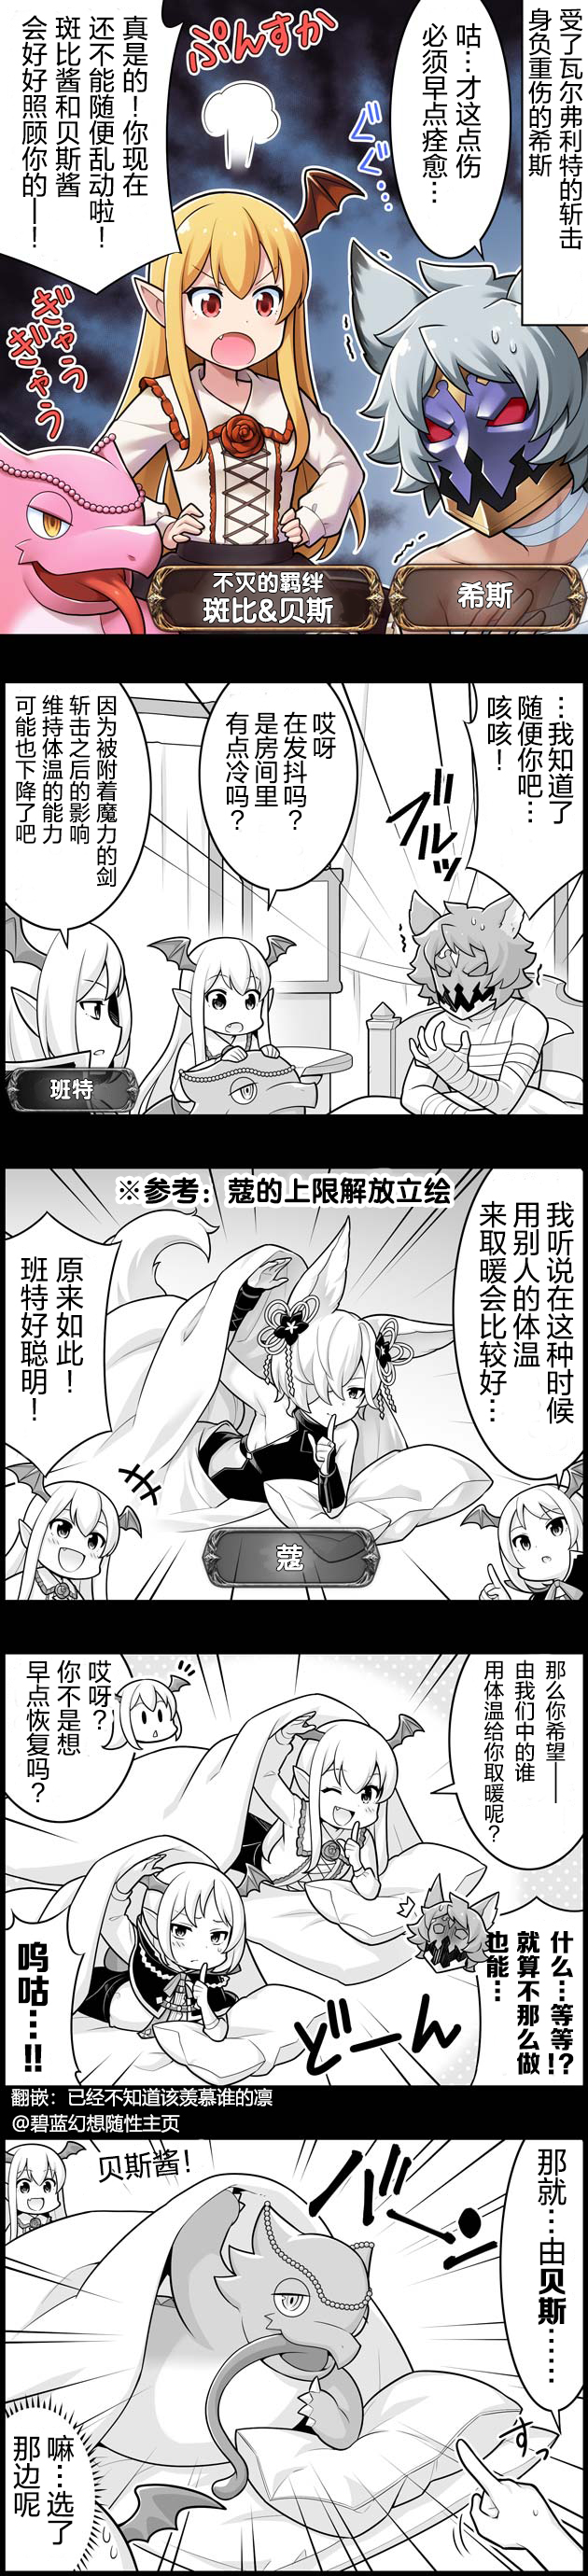 受了瓦尔弗利特的斩击
身负重伤的希斯
咕…才这点伤
必须早点痊愈…
ぐぐ…
ぷんすか
真是的！你现在
还不能随便乱动啦！
斑比酱和贝斯酱
会好好照顾你的—！
ぎゃう
ぎゃう
不灭的羁绊
斑比&贝斯
希斯
…我知道了
随便你吧…
咳咳！
ブルッ
哎呀
在发抖吗？
是房间里
有点冷吗？
因为被附着魔力的剑
斩击之后的影响
维持体温的能力
可能也下降了吧
班特
※参考：蔻的上限解放立绘
我听说在这种时候
用别人的体温
来取暖会比较好…
原来如此！
班特好聪明！
蔻
那么你希望——
由我们中的谁
用体温给你取暖呢？
哎呀？
你不是想
早点恢复吗？
什么…等等!?
就算不那么做
也能…
呜咕…!!
どーん
翻嵌：已经不知道该羡慕谁的凛
@碧蓝幻想随性主页
那就…由贝斯……
バーン
贝斯酱！
すっ
嘛…选了
那边呢